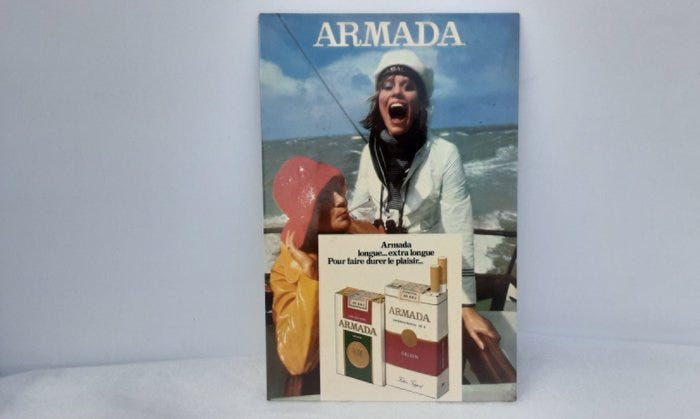 ARMADA
Armada
longue... extra longue
Pour faire durer le plaisir...
ARMADA
ARMADA